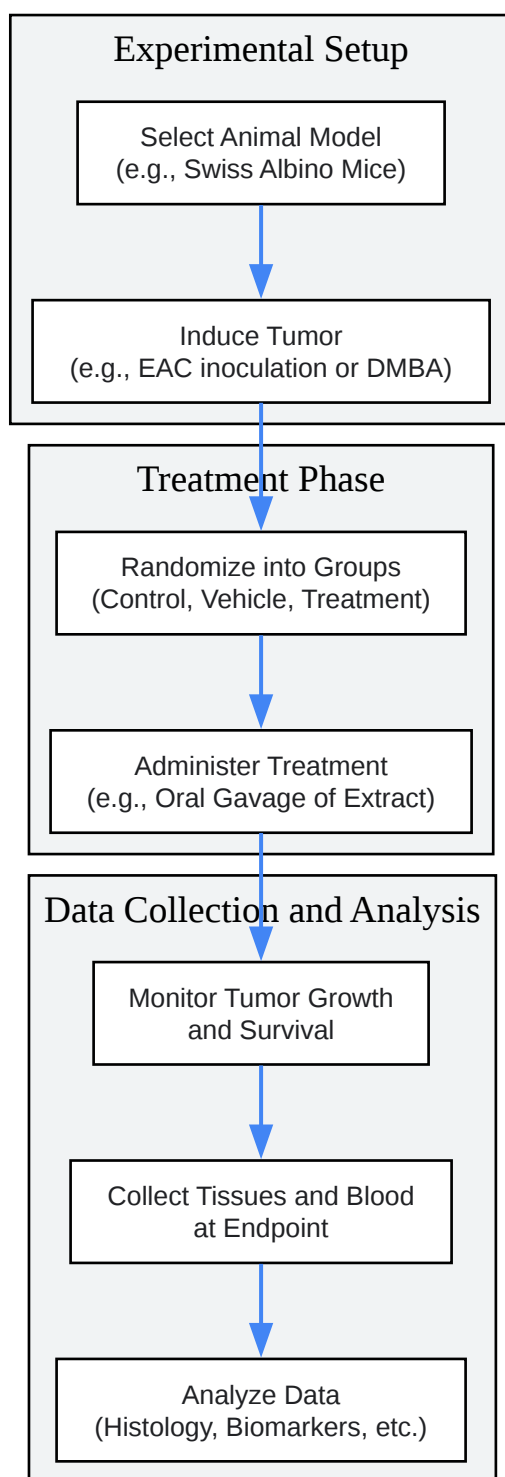 Experimental Setup
Select Animal Model
(e.g., Swiss Albino Mice)
Induce Tumor
(e.g., EAC inoculation or DMBA)
Treatment Phase
Randomize into Groups
(Control, Vehicle, Treatment)
Administer Treatment
(e.g., Oral Gavage of Extract)
Data Collection and Analysis
Monitor Tumor Growth
and Survival
Collect Tissues and Blood
at Endpoint
Analyze Data
(Histology, Biomarkers, etc.)